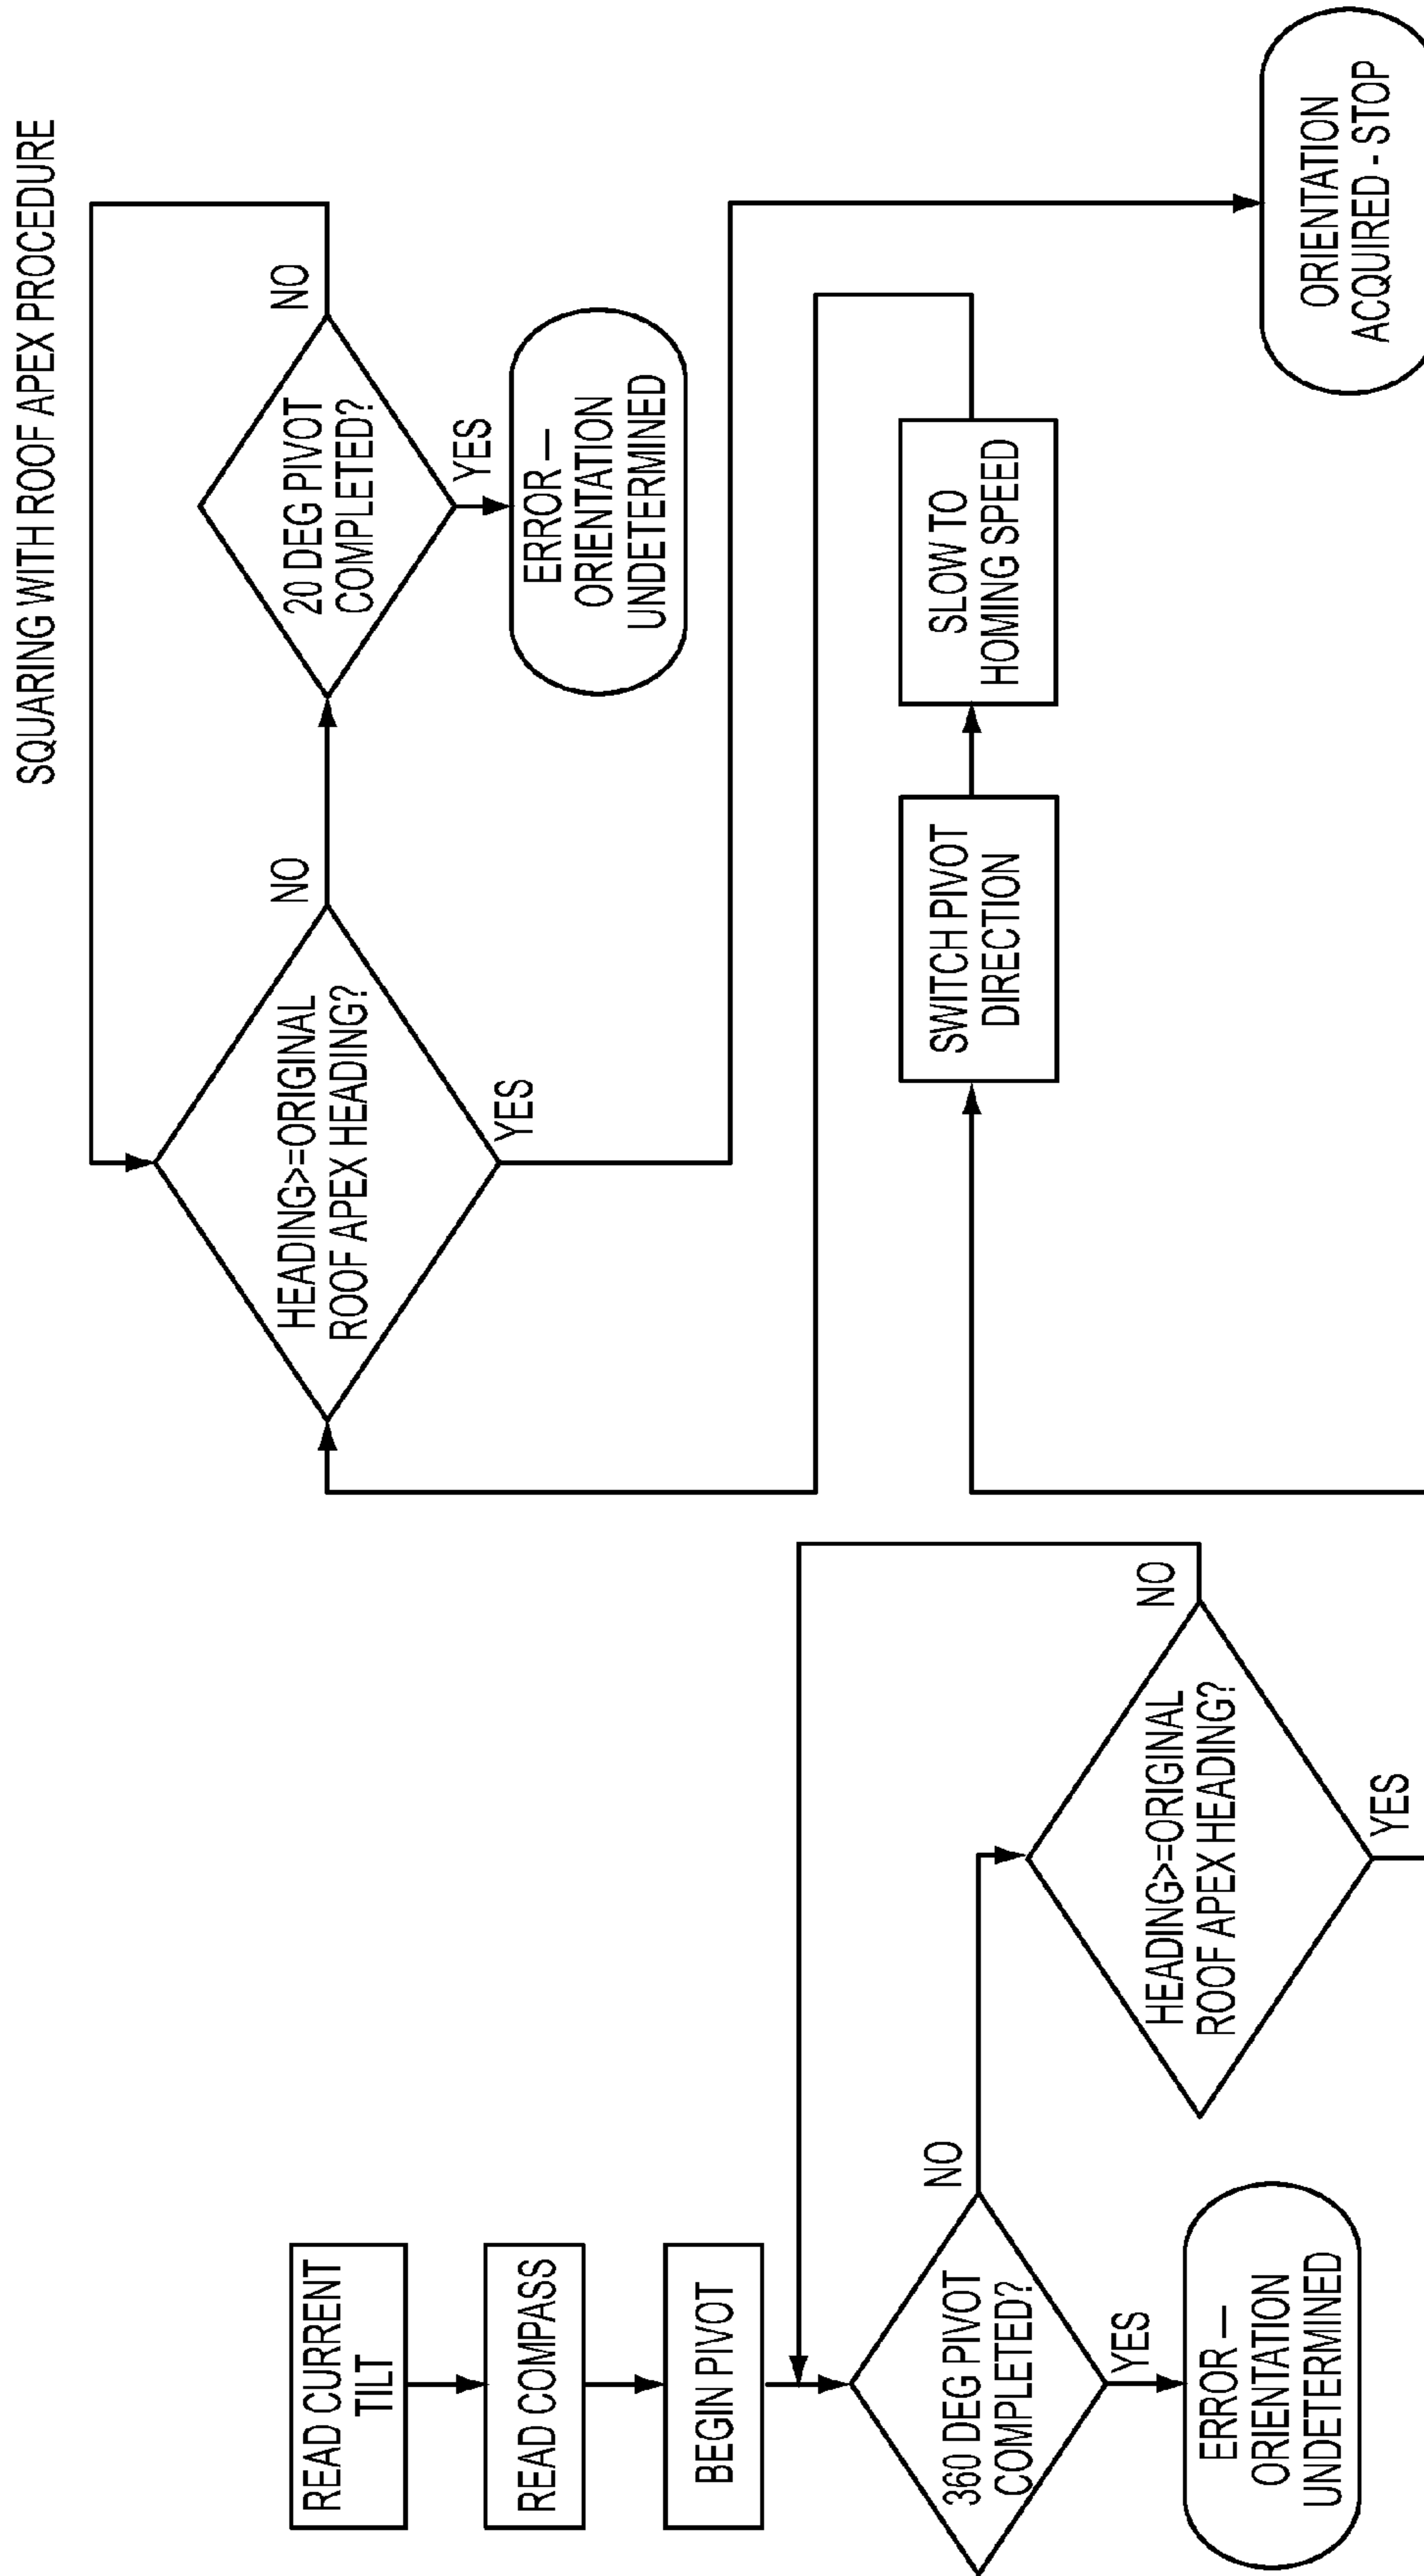 SQUARING WITH ROOF APEX PROCEDURE
READ CURRENT
TILT
READ COMPASS
BEGIN PIVOT
360 DEG PIVOT
COMPLETED?
NO
YES
ERROR—
ORIENTATION
UNDETERMINED
HEADING>=ORIGINAL
ROOF APEX HEADING?
NO
YES
SWITCH PIVOT
DIRECTION
SLOW TO
HOMING SPEED
HEADING>=ORIGINAL
ROOF APEX HEADING?
NO
YES
20 DEG PIVOT
COMPLETED?
NO
YES
ERROR—
ORIENTATION
UNDETERMINED
ORIENTATION
ACQUIRED - STOP